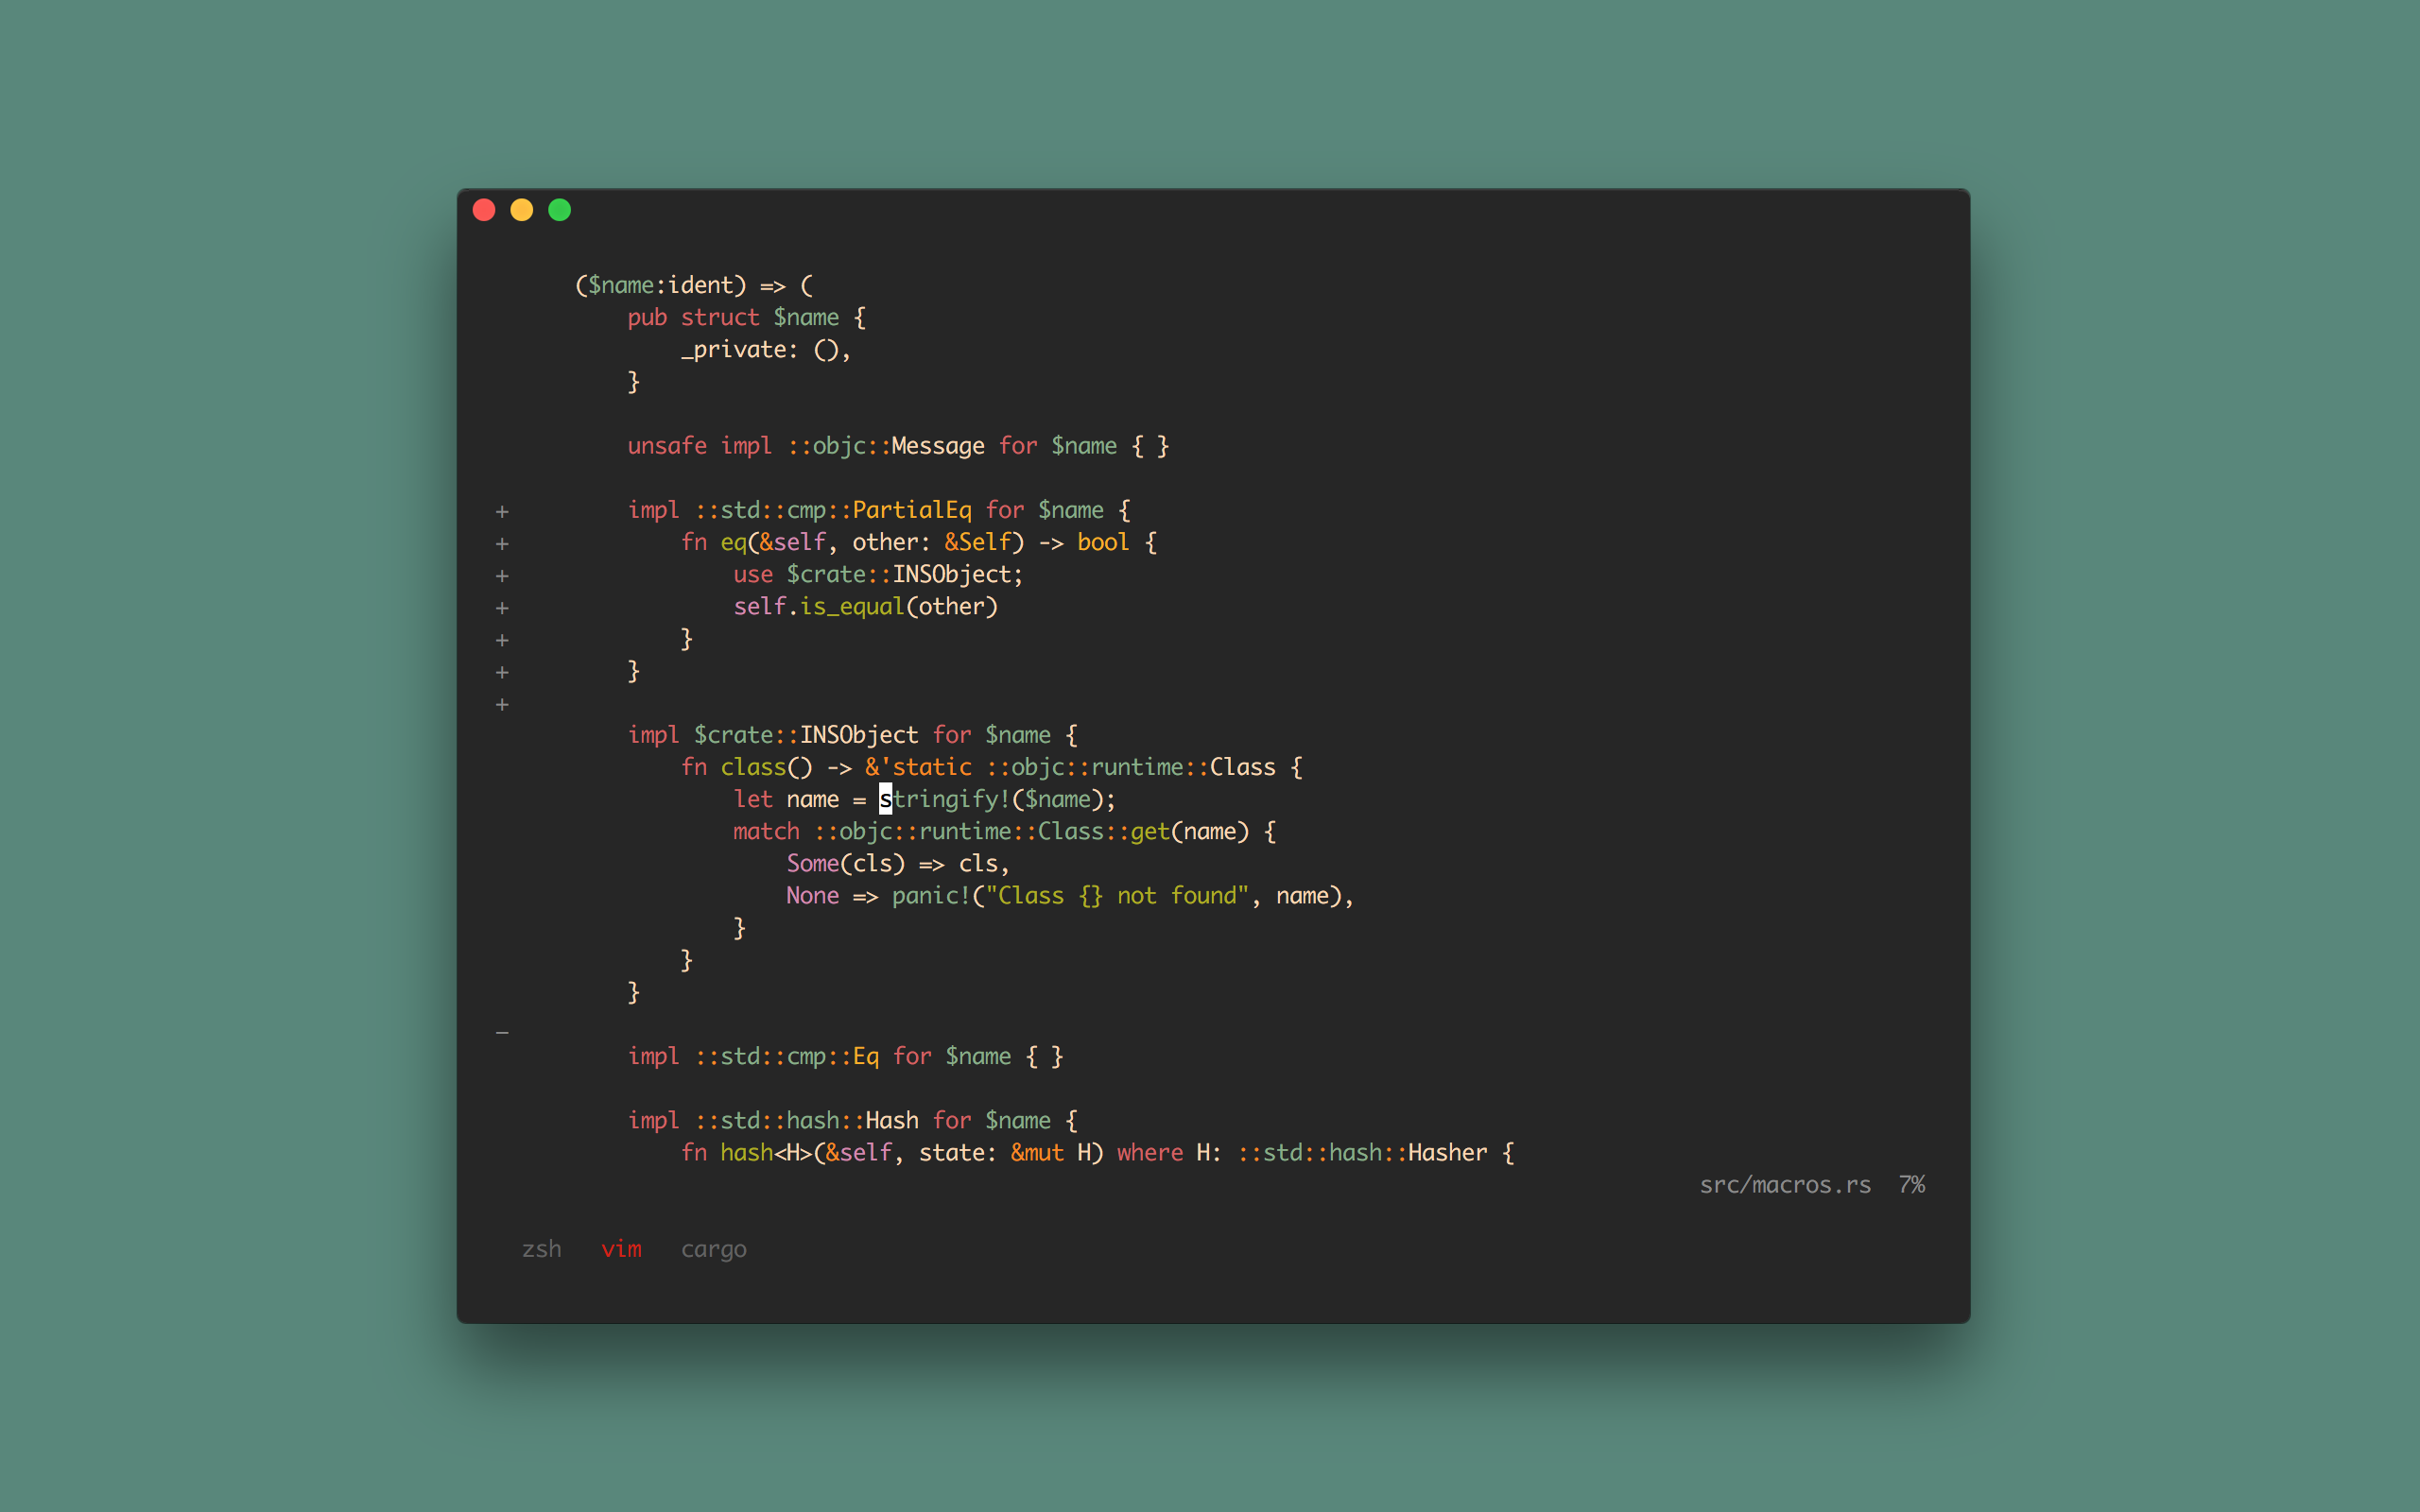 ($name:ident) => (
    pub struct $name {
        _private: (),
    }

    unsafe impl ::objc::Message for $name { }

+    impl ::std::cmp::PartialEq for $name {
+        fn eq(&self, other: &Self) -> bool {
+            use $crate::INSObject;
+            self.is_equal(other)
+        }
+    }
+
    impl $crate::INSObject for $name {
        fn class() -> &'static ::objc::runtime::Class {
            let name = stringify!($name);
            match ::objc::runtime::Class::get(name) {
                Some(cls) => cls,
                None => panic!("Class {} not found", name),
            }
        }
    }
_
    impl ::std::cmp::Eq for $name { }

    impl ::std::hash::Hash for $name {
        fn hash<H>(&self, state: &mut H) where H: ::std::hash::Hasher {
src/macros.rs  7%
zsh   vim   cargo